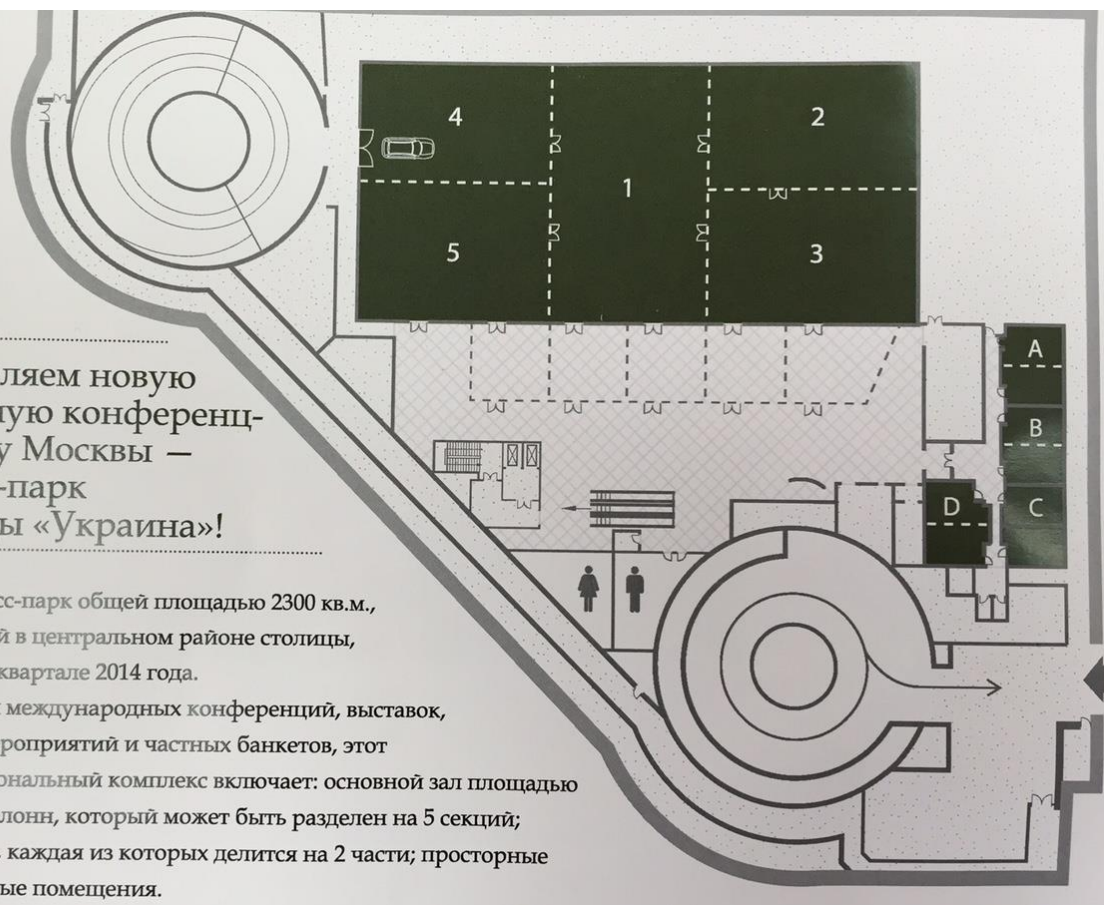 4
2
1
5
3
A
B
D
C
ляем новую
ую конференц-
у Москвы —
-парк
ы «Украина»!
сс-парк общей площадью 2300 кв.м.,
й в центральном районе столицы,
квартале 2014 года.
международных конференций, выставок,
роприятий и частных банкетов, этот
ональный комплекс включает: основной зал площадью
лонн, который может быть разделен на 5 секций;
каждая из которых делится на 2 части; просторные
ые помещения.